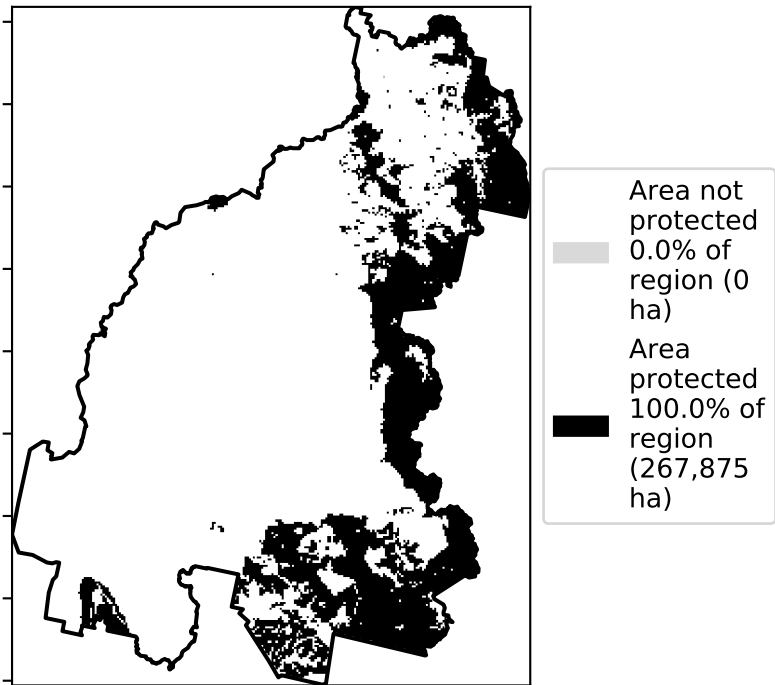 Area not
protected
0.0% of
region (0
ha)
Area
protected
100.0% of
region
(267,875
ha)